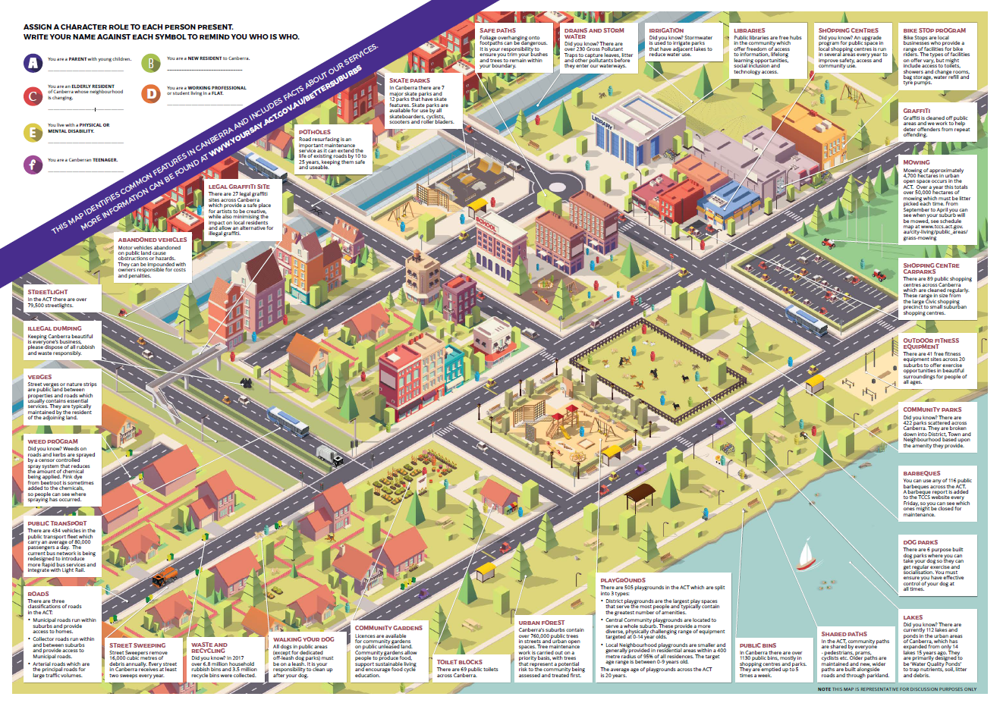 ASSIGN A CHARACTER ROLE TO EACH PERSON PRESENT.
WRITE YOUR NAME AGAINST EACH SYMBOL TO REMIND YOU WHO IS WHO.
A
You are a PARENT with young children.
B
You are a NEW RESIDENT to Canberra.
C
You are an ELDERLY RESIDENT
of Canberra whose neighbourhood
is changing.
D
You are a WORKING PROFESSIONAL
or student living in a FLAT.
E
You live with a PHYSICAL OR
MENTAL DISABILITY.
f
You are a Canberran TEENAGER.
THIS MAP IDENTIFIES COMMON FEATURES IN CANBERRA AND INCLUDES FACTS ABOUT OUR SERVICES.
MORE INFORMATION CAN BE FOUND AT WWW.YOURSAY.ACT.GOV.AU/BETTERSUBURBS
SAFE PATHS
Foliage overhanging onto
footpaths can be dangerous.
It is your responsibility to
ensure you trim your bushes
and trees to remain within
your boundary.
DRAINS AND STORM
WATER
Did you know? There are
over 230 Gross Pollutant
Traps to capture leaves, litter
and other pollutants before
they enter our waterways.
IRRIGATION
Did you know? Stormwater
is used to irrigate parks
that have adjacent lakes to
reduce water use.
LIBRARIES
Public libraries are free hubs
in the community which
offer freedom of access
to information, lifelong
learning opportunities,
social inclusion and
technology access.
SHOPPING CENTRES
Did you know? An upgrade
program for public space in
local shopping centres is run
in several areas every year to
improve safety, access and
community use.
BIKE STOP PROGRAM
Bike Stops are local
businesses who provide a
range of facilities for bike
riders. The types of facilities
on offer vary, but might
include access to toilets,
showers and change rooms,
bag storage, water refill and
tyre pumps.
SKATE PARKS
In Canberra there are 7
major skate parks and
12 parks that have skate
features. Skate parks are
available for use by all
skateboarders, cyclists,
scooters and roller bladers.
GRAFFITI
Graffiti is cleaned off public
areas and we work to help
deter offenders from repeat
offending.
POTHOLES
Road resurfacing is an
important maintenance
service as it can extend the
life of existing roads by 10 to
25 years, keeping them safe
and useable.
MOWING
Mowing of approximately
4,700 hectares in urban
open space occurs in the
ACT. Over a year this totals
over 50,000 hectares of
mowing which must be litter
picked each time. From
September to April you can
see when your suburb will
be mowed, see schedule
map at www.tccs.act.gov.
au/city-living/public_areas/
grass-mowing
LEGAL GRAFFITI SITE
There are 27 legal graffiti
sites across Canberra
which provide a safe place
for artists to be creative,
while also minimising the
impact on local residents
and allow an alternative for
illegal graffiti.
LIBRARY
SCHOOL
ABANDONED VEHICLES
Motor vehicles abandoned
on public land cause
obstructions or hazards.
They can be impounded with
owners responsible for costs
and penalties.
SHOPPING CENTRE
CARPARKS
There are 89 public shopping
centres across Canberra
which are cleaned regularly.
These range in size from
the large Civic shopping
precinct to small suburban
shopping centres.
STREETLIGHT
In the ACT there are over
79,500 streetlights.
ILLEGAL DUMPING
Keeping Canberra beautiful
is everyone's business,
please dispose of all rubbish
and waste responsibly.
OUTDOOR FITNESS
EQUIPMENT
There are 41 free fitness
equipment sites across 20
suburbs to offer exercise
opportunities in beautiful
surroundings for people of
all ages.
VERGES
Street verges or nature strips
are public land between
properties and roads which
usually contains essential
services. They are typically
maintained by the resident
of the adjoining land.
COMMUNITY PARKS
Did you know? There are
422 parks scattered across
Canberra. They are broken
down into District, Town and
Neighbourhood based upon
the amenity they provide.
WEED PROGRAM
Did you know? Weeds on
roads and kerbs are sprayed
by a censor controlled
spray system that reduces
the amount of chemical
being applied. Pink dye
from beetroot is sometimes
added to the chemicals,
so people can see where
spraying has occurred.
BARBEQUES
You can use any of 116 public
barbeques across the ACT.
A barbeque report is added
to the TCCS website every
Friday, so you can see which
ones might be closed for
maintenance.
PUBLIC TRANSPORT
There are 434 vehicles in the
public transport fleet which
carry an average of 80,000
passengers a day. The
current bus network is being
redesigned to introduce
more Rapid bus services and
integrate with Light Rail.
DOG PARKS
There are 6 purpose built
dog parks where you can
take your dog so they can
get regular exercise and
socialisation. You must
ensure you have effective
control of your dog at
all times.
ROADS
There are three
classifications of roads
in the ACT:
• Municipal roads run within
suburbs and provide
access to homes.
• Collector roads run within
and between suburbs
and provide access to
Municipal roads.
• Arterial roads which are
the principal roads for
large traffic volumes.
STREET SWEEPING
Street Sweepers remove
16,000 cubic metres of
debris annually. Every street
in Canberra receives at least
two sweeps every year.
WASTE AND
RECYCLING
Did you know? In 2017
over 6.8 million household
rubbish bins and 3.5 million
recycle bins were collected.
WALKING YOUR DOG
All dogs in public areas
(except for dedicated
off-leash dog parks) must
be on a leash. It is your
responsibility to clean up
after your dog.
COMMUNITY GARDENS
Licences are available
for community gardens
on public unleased land.
Community gardens allow
people to produce food,
support sustainable living
and encourage food cycle
education.
TOILET BLOCKS
There are 69 public toilets
across Canberra.
URBAN FOREST
Canberra's suburbs contain
over 760,000 public trees
in streets and urban open
spaces. Tree maintenance
work is carried out on a
priority basis, with trees
that represent a potential
risk to the community being
assessed and treated first.
PLAYGROUNDS
There are 505 playgrounds in the ACT which are split
into 3 types:
• District playgrounds are the largest play spaces
that serve the most people and typically contain
the greatest number of amenities.
• Central Community playgrounds are located to
serve a whole suburb. These provide a more
diverse, physically challenging range of equipment
targeted at 0-14 year olds.
• Local Neighbourhood playgrounds are smaller and
generally provided in residential areas within a 400
metre radius of 95% of all residences. The target
age range is between 0-9 years old.
The average age of playgrounds across the ACT
is 20 years.
PUBLIC BINS
In Canberra there are over
1130 public bins, mostly in
shopping centres and parks.
They are emptied up to 5
times a week.
SHARED PATHS
In the ACT, community paths
are shared by everyone
- pedestrians, prams,
cyclists etc. Older paths are
maintained and new, wider
paths are built alongside
roads and through parkland.
LAKES
Did you know? There are
currently 112 lakes and
ponds in the urban areas
of Canberra, which has
expanded from only 14
lakes 15 years ago. They
are primarily designed to
be 'Water Quality Ponds'
to trap nutrients, soil, litter
and debris.
NOTE THIS MAP IS REPRESENTATIVE FOR DISCUSSION PURPOSES ONLY